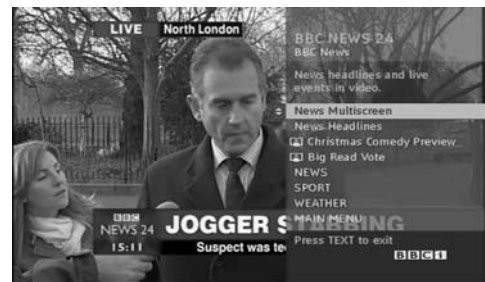 LIVE North London
BBC NEWS 24
BBC News
News headlines and live
events in video.
News Multiscreen
News Headlines
Christmas Comedy Preview
Big Read Vote
NEWS
SPORT
WEATHER
MAIN MENU
Press TEXT to exit
BBCi
BBC
NEWS 24
15:11
JOGGER STABBING
Suspect was